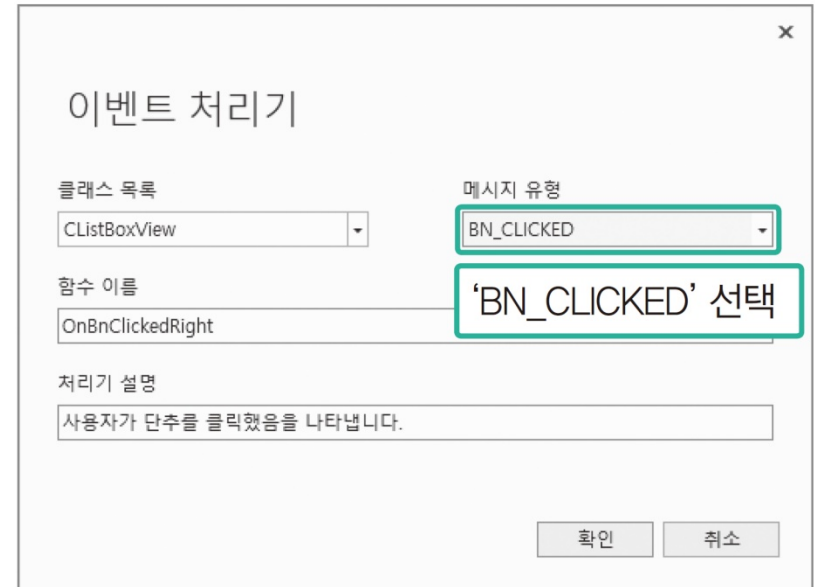 이벤트 처리기
클래스 목록
메시지 유형
CListBoxView
BN_CLICKED
함수 이름
‘BN_CLICKED’ 선택
OnBnClickedRight
처리기 설명
사용자가 단추를 클릭했음을 나타냅니다.
확인
취소